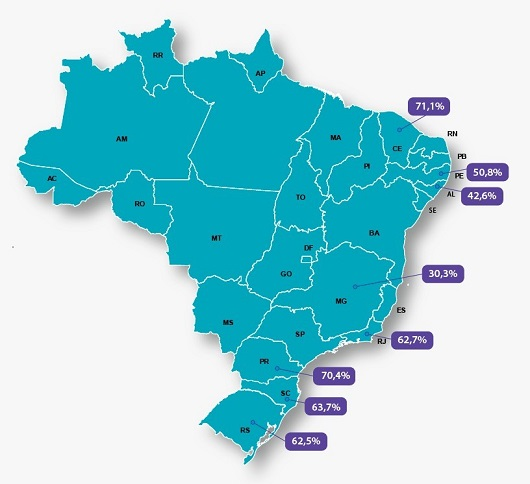 RR
AP
71,1%
RN
AM
MA
CE
PB
PI
PE
50,8%
AC
AL
42,6%
RO
TO
SE
BA
MT
DF
GO
30,3%
MG
ES
MS
SP
RJ
62,7%
PR
70,4%
SC
63,7%
RS
62,5%